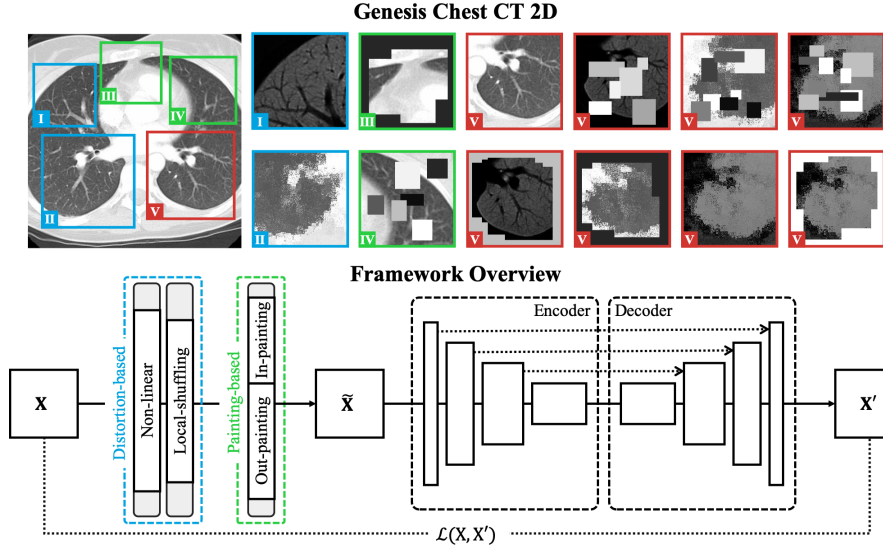 Genesis Chest CT 2D
I
II
III
IV
V
I
III
V
V
V
V
II
IV
V
V
V
V
Framework Overview
Distortion-based
Non-linear
Local-shuffling
Painting-based
In-painting
Out-painting
Encoder
Decoder
X
X̃
X′
ℒ(X, X′)